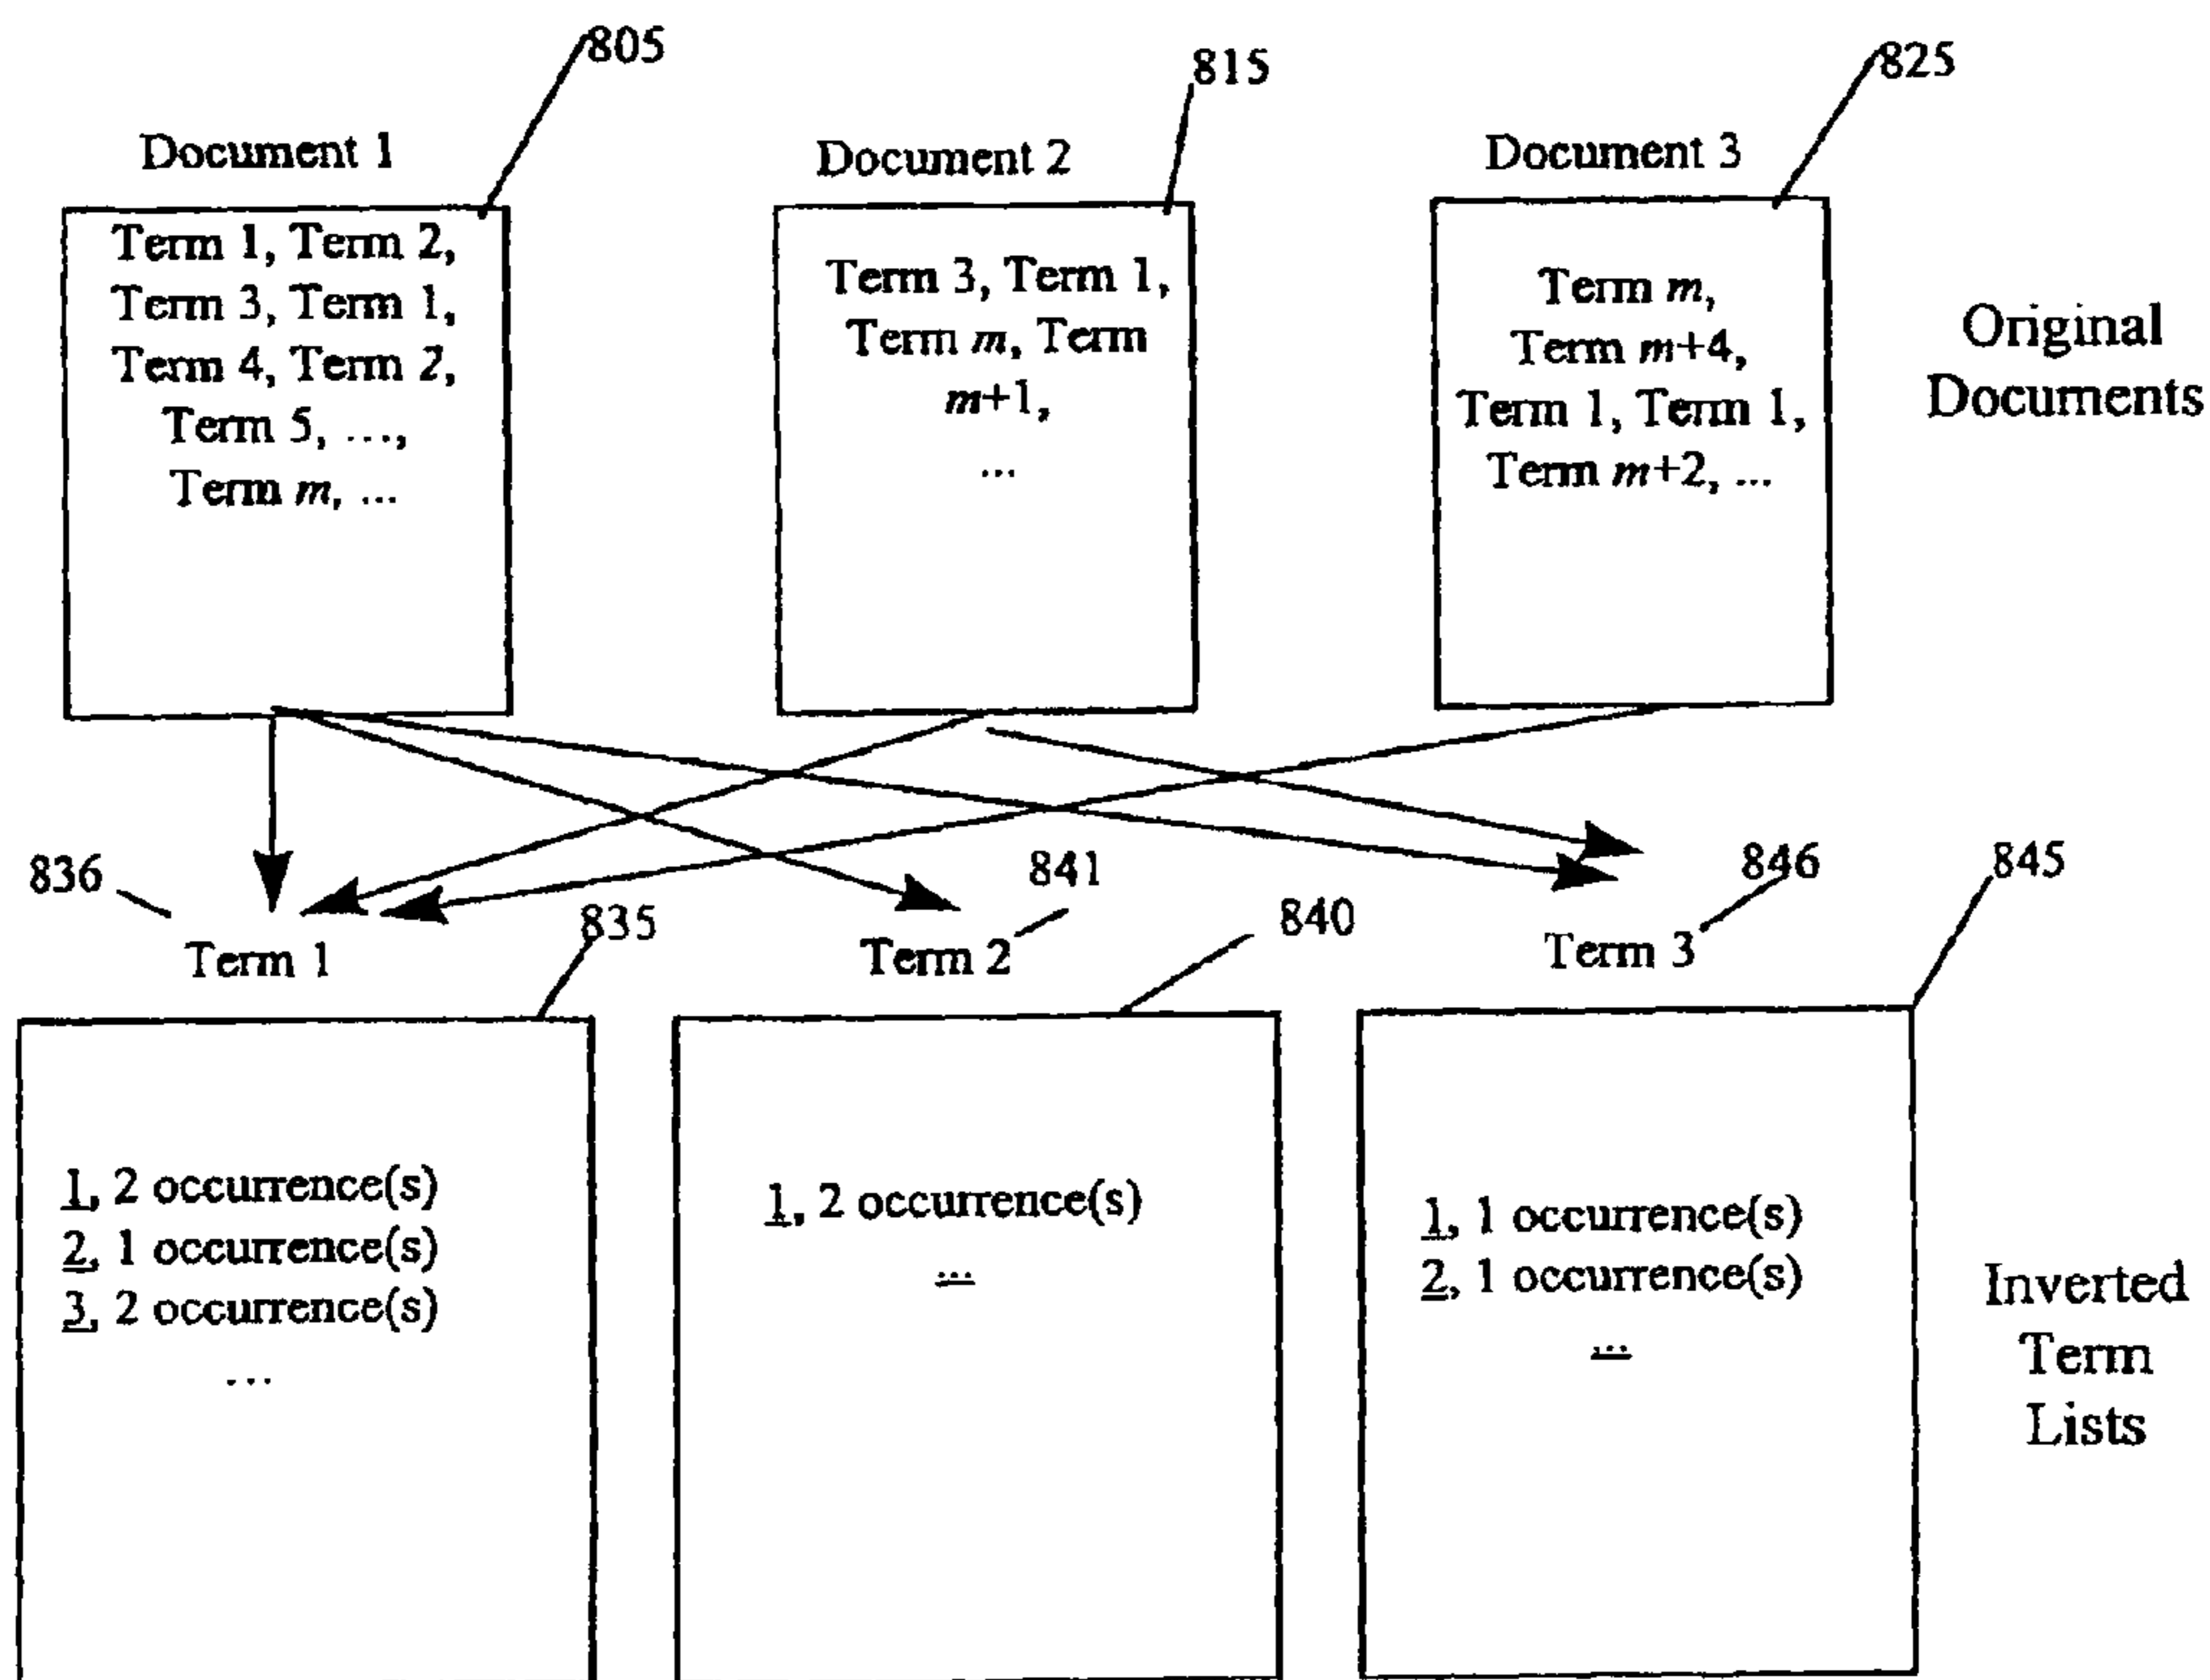 805
815
825
Document 1
Document 2
Document 3
Term 1, Term 2,
Term 3, Term 1,
Term 4, Term 2,
Term 5, ...,
Term m, ...
Term 3, Term 1,
Term m, Term
m+1,
...
Term m,
Term m+4,
Term 1, Term 1,
Term m+2, ...
Original
Documents
836
841
846
845
835
840
Term 1
Term 2
Term 3
1, 2 occurrence(s)
2, 1 occurrence(s)
3, 2 occurrence(s)
...
1, 2 occurrence(s)
...
1, 1 occurrence(s)
2, 1 occurrence(s)
...
Inverted
Term
Lists